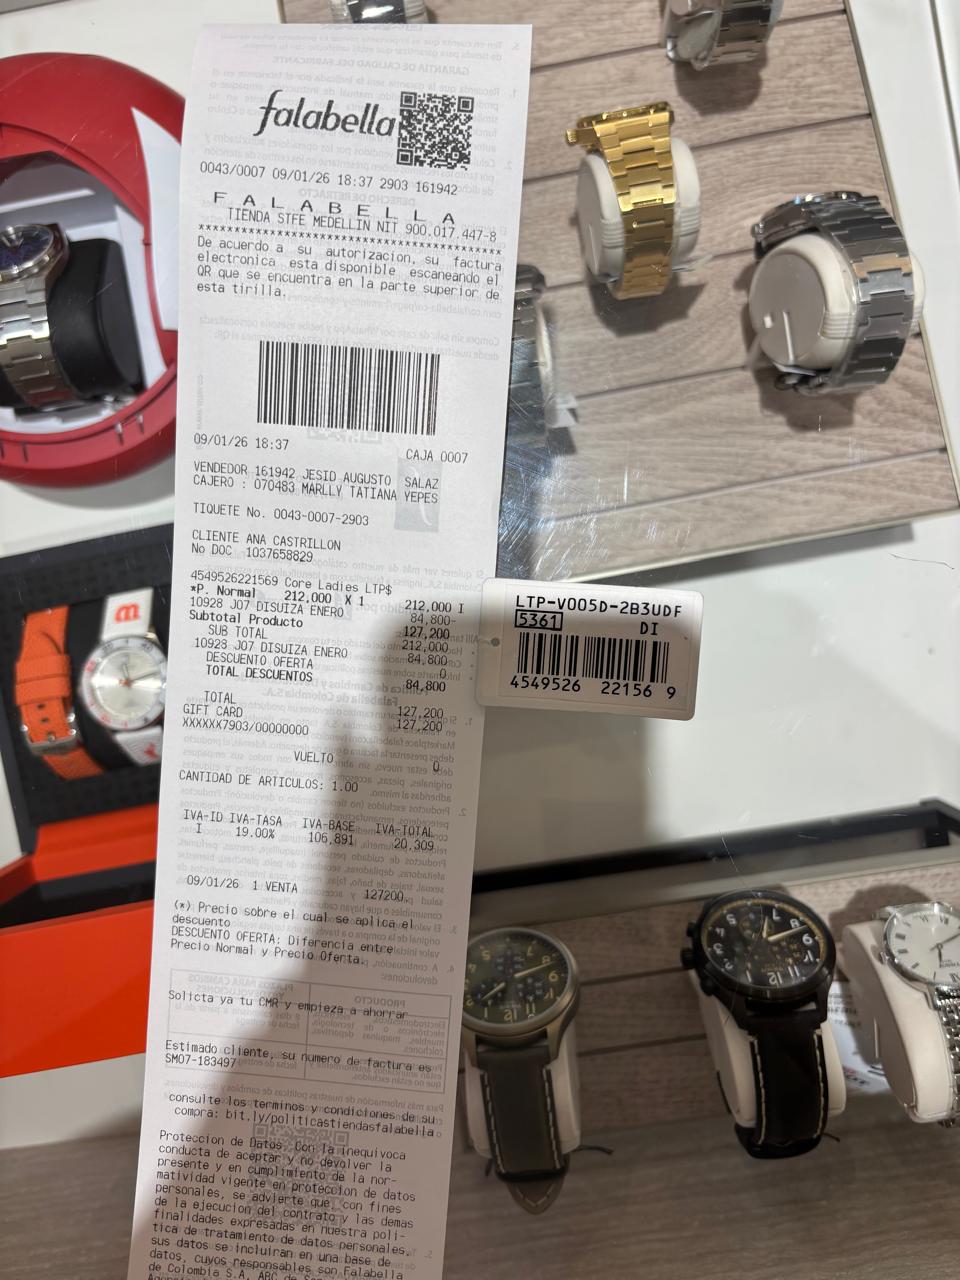 falabella
0043/0007 09/01/26 18:37 2903 161942
F A L A B E L L A
TIENDA STFE MEDELLIN NIT 900.017.447-8
******************************************
De acuerdo a su autorizacion, su factura
electronica esta disponible escaneando el
QR que se encuentra en la parte superior de
esta tirilla.
09/01/26 18:37 CAJA 0007
VENDEDOR 161942 JESID AUGUSTO SALAZ
CAJERO : 070483 MARLLY TATIANA YEPES
TIQUETE No. 0043-0007-2903
CLIENTE ANA CASTRILLON
No DOC 1037658829
4549526221569 Core Ladies LTP$
*P. Normal 212,000 X 1 212,000 I
10928 J07 DISUIZA ENERO 84,800-
Subtotal Producto 127,200
SUB TOTAL 212,000
10928 J07 DISUIZA ENERO 84,800
DESCUENTO OFERTA 0
TOTAL DESCUENTOS 84,800
TOTAL 127,200
GIFT CARD 127,200
XXXXXX7903/00000000
VUELTO 0
CANTIDAD DE ARTICULOS: 1.00
IVA-ID IVA-TASA IVA-BASE IVA-TOTAL
I 19.00% 106,891 20,309
09/01/26 1 VENTA 127200
(*) Precio sobre el cual se aplica el
descuento
DESCUENTO OFERTA: Diferencia entre
Precio Normal y Precio Oferta.
Solicta ya tu CMR y empieza a ahorrar
Estimado cliente, su numero de factura es
SM07-183497
consulte los terminos y condiciones de su
compra: bit.ly/politicastiendasfalabella
Proteccion de Datos. Con la inequivoca
conducta de aceptar y no devolver la
presente y en cumplimiento de la nor-
matividad vigente en proteccion de datos
personales, se advierte que, con fines
de la ejecucion del contrato y las demas
finalidades expresadas en nuestra poli-
tica de tratamiento de datos personales,
sus datos se incluiran en una base de
datos, cuyos responsables son Falabella
de Colombia S.A, ABC de
LTP-V005D-2B3UDF
5361 DI
4549526 22156 9